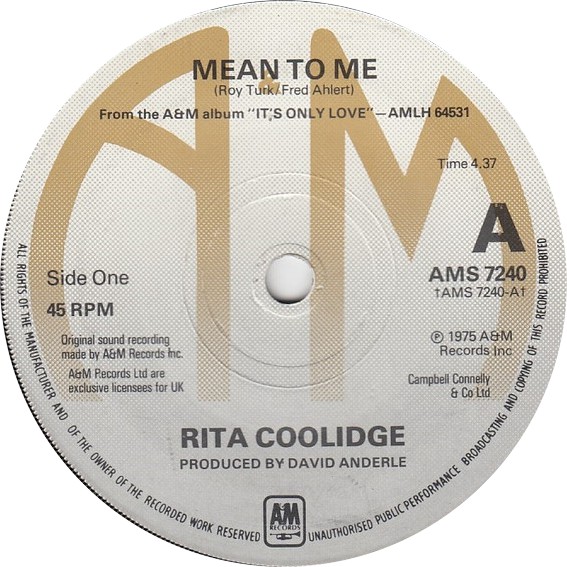 A&M
MEAN TO ME
(Roy Turk/Fred Ahlert)
From the A&M album "IT'S ONLY LOVE"—AMLH 64531
Time 4.37
A
Side One
45 RPM
AMS 7240
†AMS 7240-A†
Original sound recording
made by A&M Records Inc.
A&M Records Ltd are
exclusive licensees for UK
℗ 1975 A&M
Records Inc
Campbell Connelly
& Co Ltd
RITA COOLIDGE
PRODUCED BY DAVID ANDERLE
ALL RIGHTS OF THE MANUFACTURER AND OF THE OWNER OF THE RECORDED WORK RESERVED
A&M
RECORDS
UNAUTHORISED PUBLIC PERFORMANCE BROADCASTING AND COPYING OF THIS RECORD PROHIBITED